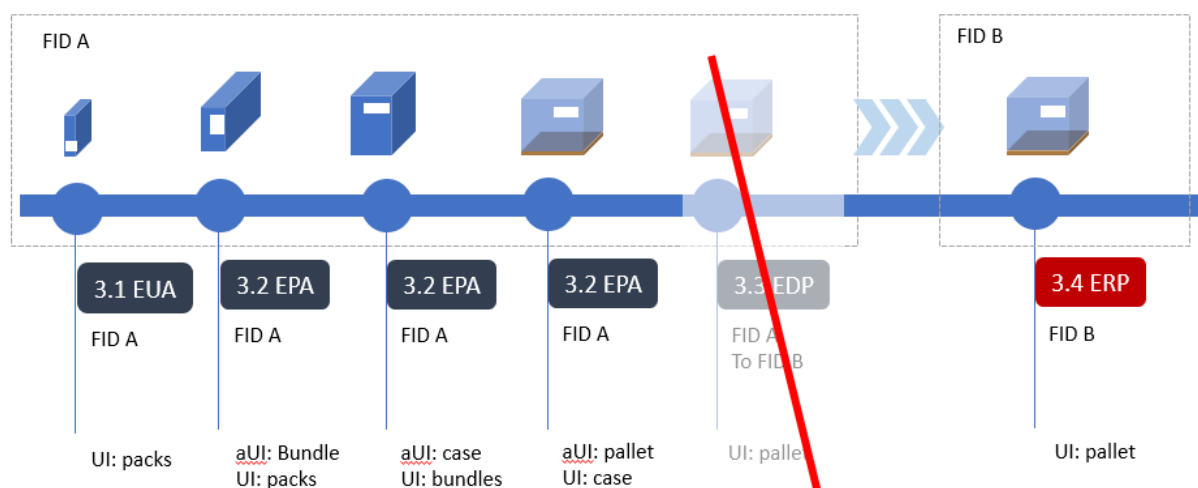 FID A
FID B
3.1 EUA
3.2 EPA
3.2 EPA
3.2 EPA
3.3 EDP
3.4 ERP
FID A
FID A
FID A
FID A
FID A
To FID B
FID B
UI: packs
aUI: Bundle
UI: packs
aUI: case
UI: bundles
aUI: pallet
UI: case
UI: pallet
UI: pallet